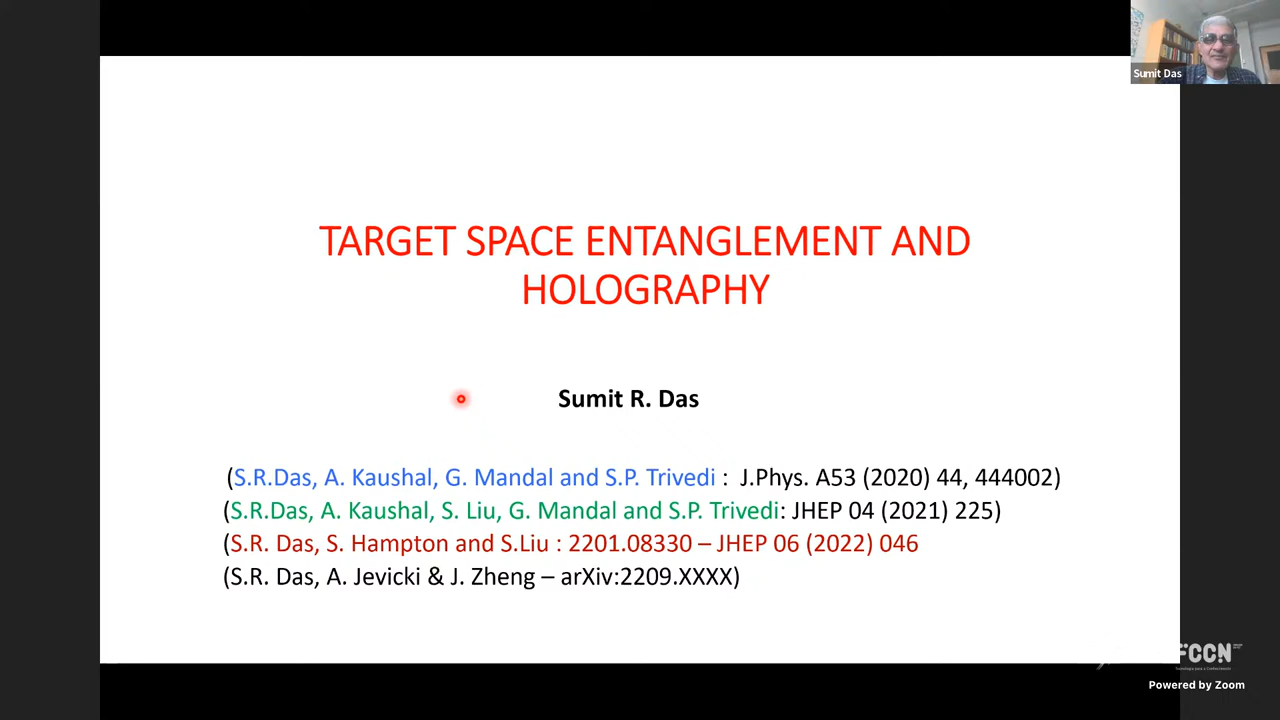 Sumit Das
TARGET SPACE ENTANGLEMENT AND
HOLOGRAPHY
Sumit R. Das
(S.R.Das, A. Kaushal, G. Mandal and S.P. Trivedi :  J.Phys. A53 (2020) 44, 444002)
(S.R.Das, A. Kaushal, S. Liu, G. Mandal and S.P. Trivedi: JHEP 04 (2021) 225)
(S.R. Das, S. Hampton and S.Liu : 2201.08330 – JHEP 06 (2022) 046
(S.R. Das, A. Jevicki & J. Zheng – arXiv:2209.XXXX)
FCCN
Powered by Zoom